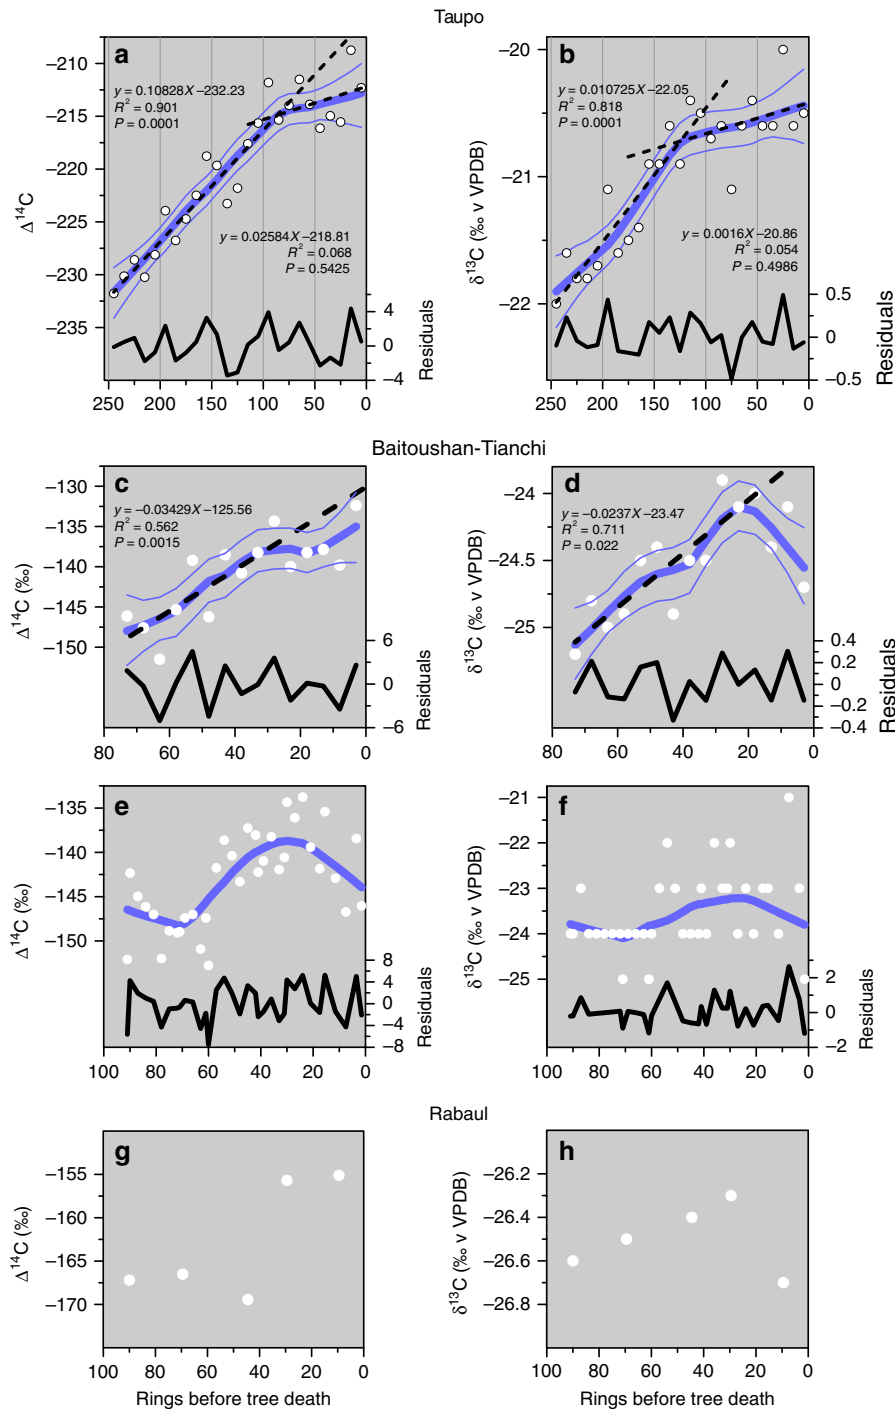 Taupo
a
−210
−215
−220
−225
−230
−235
Δ¹⁴C
y = 0.10828X −232.23
R² = 0.901
P = 0.0001
y = 0.02584X −218.81
R² = 0.068
P = 0.5425
4
0
−4
Residuals
250 200 150 100 50 0
b
−20
−21
−22
δ¹³C (‰ v VPDB)
y = 0.010725X −22.05
R² = 0.818
P = 0.0001
y = 0.0016X −20.86
R² = 0.054
P = 0.4986
0.5
0
−0.5
Residuals
250 200 150 100 50 0
Baitoushan-Tianchi
c
−130
−135
−140
−145
−150
Δ¹⁴C (‰)
y = −0.03429X −125.56
R² = 0.562
P = 0.0015
6
0
−6
Residuals
80 60 40 20 0
d
−24
−24.5
−25
δ¹³C (‰ v VPDB)
y = −0.0237X −23.47
R² = 0.711
P = 0.022
0.4
0.2
0
−0.2
−0.4
Residuals
80 60 40 20 0
e
−135
−140
−145
−150
Δ¹⁴C (‰)
8
4
0
−4
−8
Residuals
100 80 60 40 20 0
f
−21
−22
−23
−24
−25
δ¹³C (‰ v VPDB)
2
0
−2
Residuals
100 80 60 40 20 0
Rabaul
g
−155
−160
−165
−170
Δ¹⁴C (‰)
100 80 60 40 20 0
Rings before tree death
h
−26.2
−26.4
−26.6
−26.8
δ¹³C (‰ v VPDB)
100 80 60 40 20 0
Rings before tree death